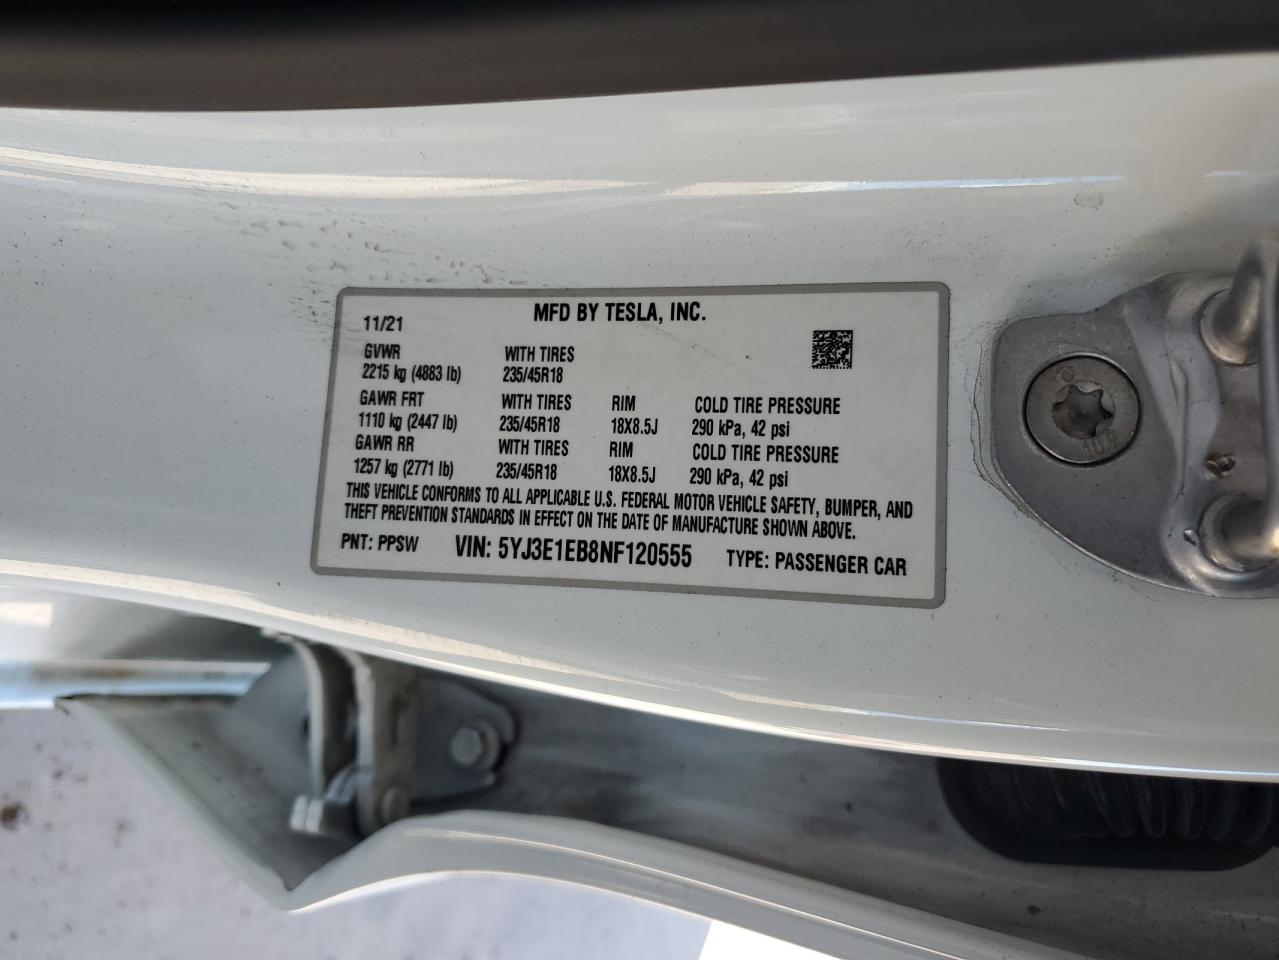 MFD BY TESLA, INC.
11/21
GVWR WITH TIRES
2215 kg (4883 lb) 235/45R18
GAWR FRT WITH TIRES RIM COLD TIRE PRESSURE
1110 kg (2447 lb) 235/45R18 18X8.5J 290 kPa, 42 psi
GAWR RR WITH TIRES RIM COLD TIRE PRESSURE
1257 kg (2771 lb) 235/45R18 18X8.5J 290 kPa, 42 psi
THIS VEHICLE CONFORMS TO ALL APPLICABLE U.S. FEDERAL MOTOR VEHICLE SAFETY, BUMPER, AND
THEFT PREVENTION STANDARDS IN EFFECT ON THE DATE OF MANUFACTURE SHOWN ABOVE.
PNT: PPSW VIN: 5YJ3E1EB8NF120555 TYPE: PASSENGER CAR